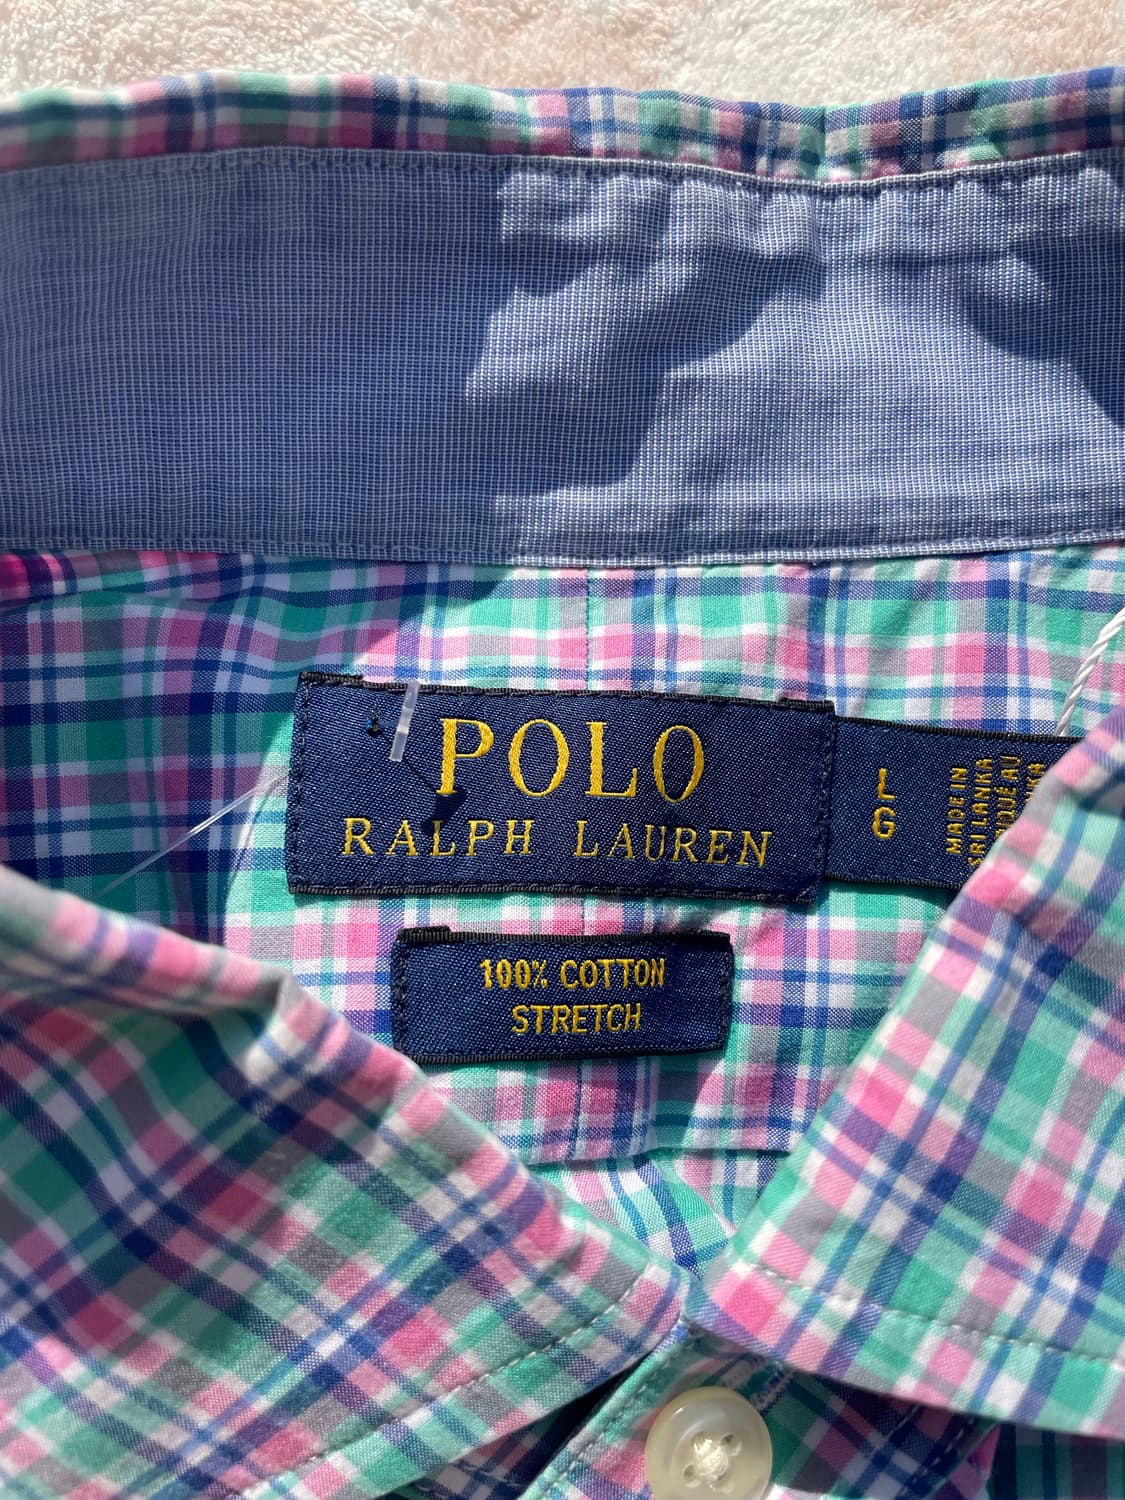 POLO
RALPH LAUREN
L
G
MADE IN
SRI LANKA
100% COTTON
STRETCH